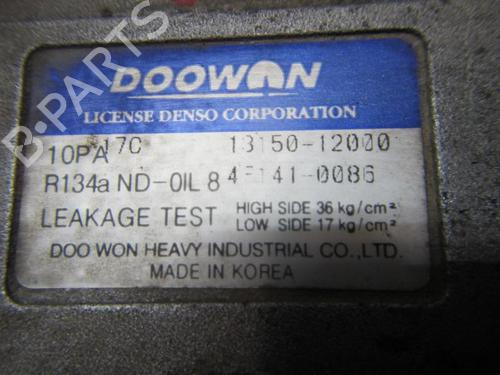 DOOWON
LICENSE DENSO CORPORATION
10PA17C 13150-12000
R134a ND-OIL 8 4F141-0086
LEAKAGE TEST HIGH SIDE 36 kg/cm²
LOW SIDE 17 kg/cm²
DOO WON HEAVY INDUSTRIAL CO.,LTD.
MADE IN KOREA
B-PARTS